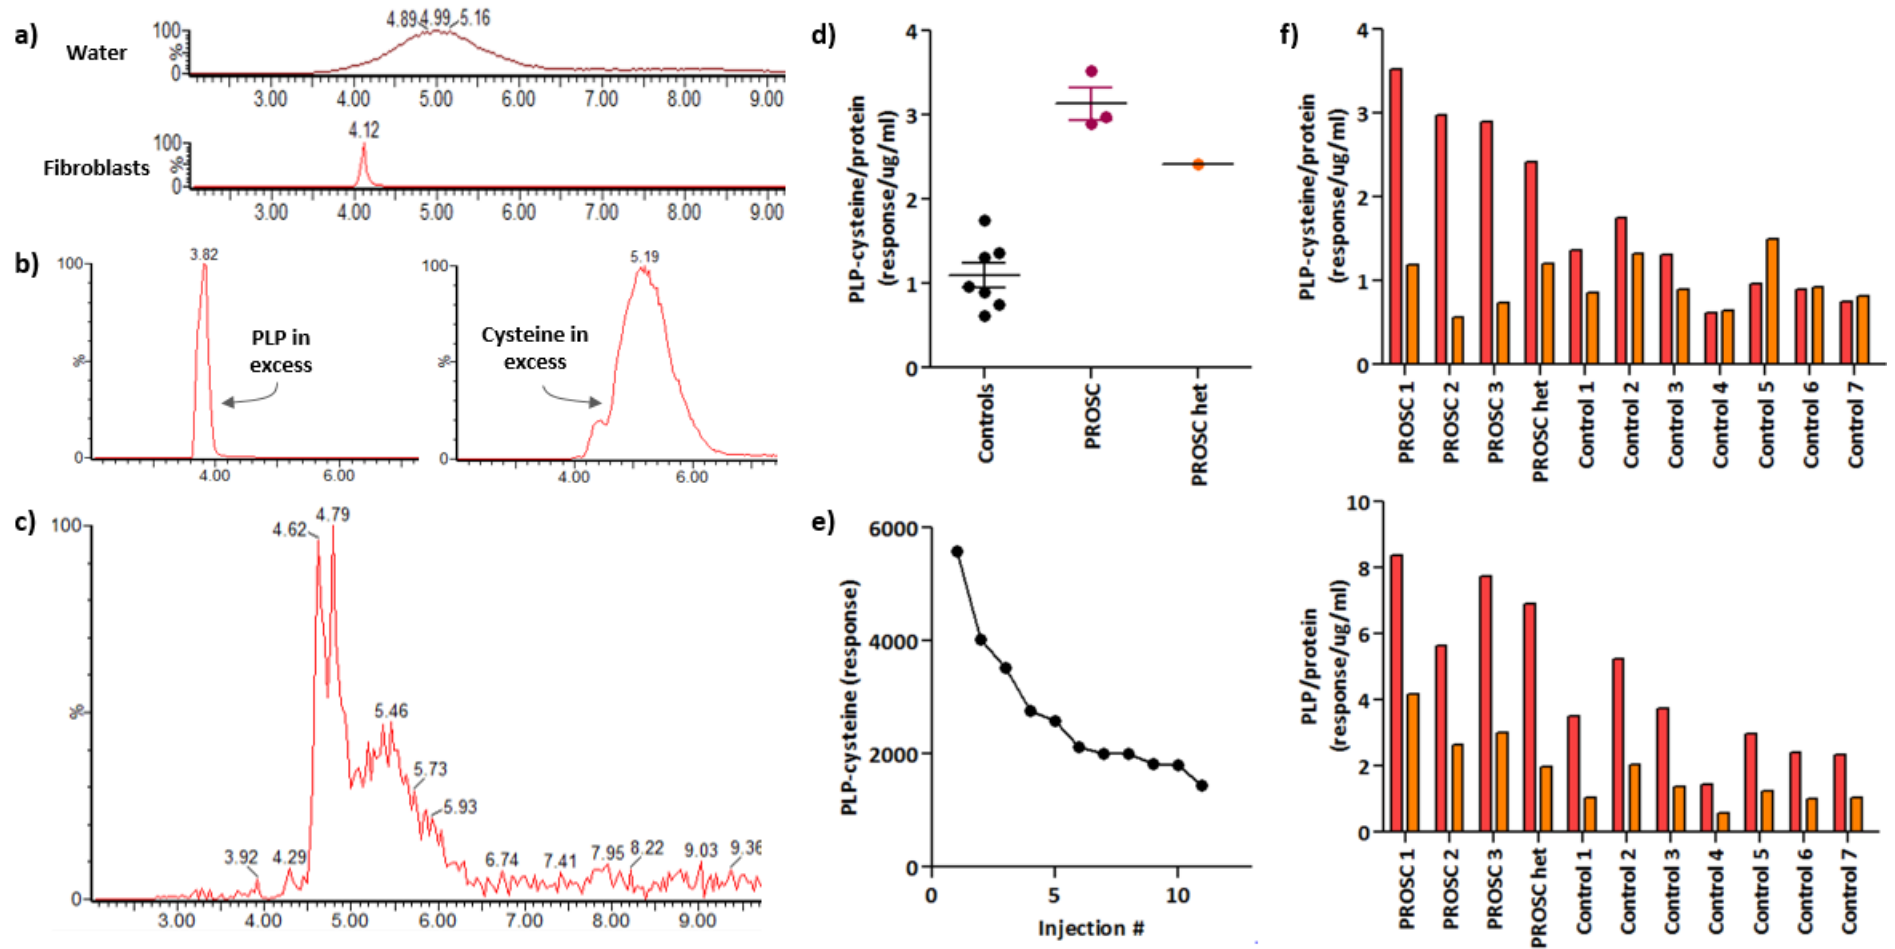 a)
Water
4.89 4.99 5.16
100
%
0
3.00 4.00 5.00 6.00 7.00 8.00 9.00
Fibroblasts
4.12
100
%
0
3.00 4.00 5.00 6.00 7.00 8.00 9.00
b)
3.82
100
%
0
PLP in
excess
4.00 6.00
5.19
100
%
0
Cysteine in
excess
4.00 6.00
c)
100
%
0
4.62 4.79
5.46
5.73
5.93
3.92 4.29 6.74 7.41 7.95 8.22 9.03 9.36
3.00 4.00 5.00 6.00 7.00 8.00 9.00
d)
PLP-cysteine/protein
(response/ug/ml)
4
3
2
1
0
Controls
PROSC
PROSC het
e)
PLP-cysteine (response)
6000
4000
2000
0
0 5 10
Injection #
f)
PLP-cysteine/protein
(response/ug/ml)
4
3
2
1
0
PROSC 1
PROSC 2
PROSC 3
PROSC het
Control 1
Control 2
Control 3
Control 4
Control 5
Control 6
Control 7
PLP/protein
(response/ug/ml)
10
8
6
4
2
0
PROSC 1
PROSC 2
PROSC 3
PROSC het
Control 1
Control 2
Control 3
Control 4
Control 5
Control 6
Control 7